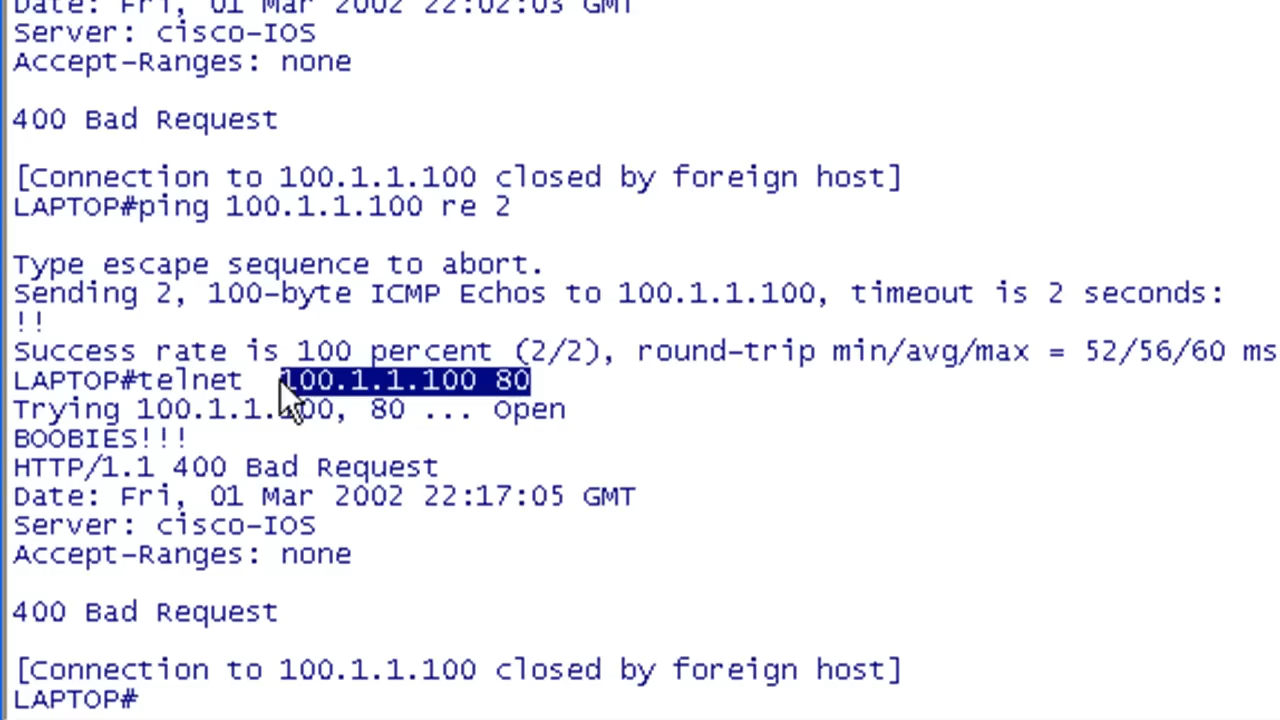 Date: Fri, 01 Mar 2002 22:02:03 GMT
Server: cisco-IOS
Accept-Ranges: none
400 Bad Request
[Connection to 100.1.1.100 closed by foreign host]
LAPTOP#ping 100.1.1.100 re 2
Type escape sequence to abort.
Sending 2, 100-byte ICMP Echos to 100.1.1.100, timeout is 2 seconds:
!!
Success rate is 100 percent (2/2), round-trip min/avg/max = 52/56/60 ms
LAPTOP#telnet  100.1.1.100 80
Trying 100.1.1.100, 80 ... Open
BOOBIES!!!
HTTP/1.1 400 Bad Request
Date: Fri, 01 Mar 2002 22:17:05 GMT
Server: cisco-IOS
Accept-Ranges: none
400 Bad Request
[Connection to 100.1.1.100 closed by foreign host]
LAPTOP#